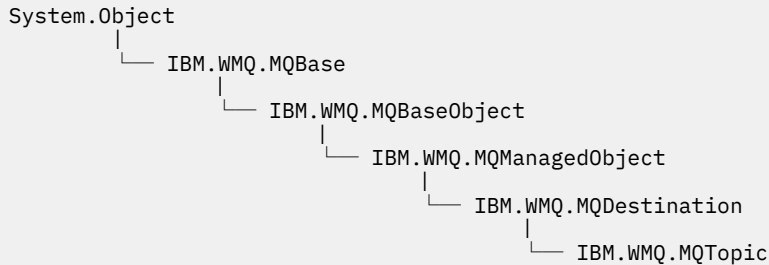 System.Object
IBM.WMQ.MQBase
IBM.WMQ.MQBaseObject
IBM.WMQ.MQManagedObject
IBM.WMQ.MQDestination
IBM.WMQ.MQTopic